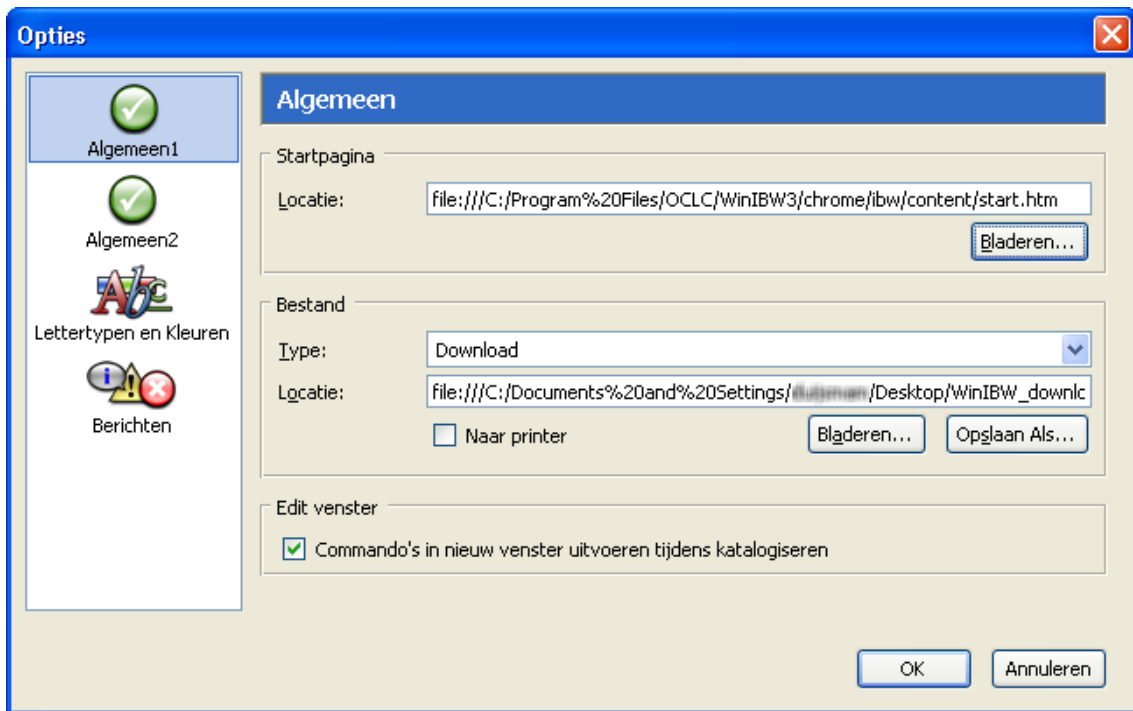 Opties
Algemeen1
Algemeen2
Lettertypen en Kleuren
Berichten
Algemeen
Startpagina
Locatie: file:///C:/Program%20Files/OCLC/WinIBW3/chrome/ibw/content/start.htm
Bladeren...
Bestand
Type: Download
Locatie: file:///C:/Documents%20and%20Settings/ /Desktop/WinIBW_downlc
Naar printer Bladeren... Opslaan Als...
Edit venster
Commando's in nieuw venster uitvoeren tijdens katalogiseren
OK Annuleren